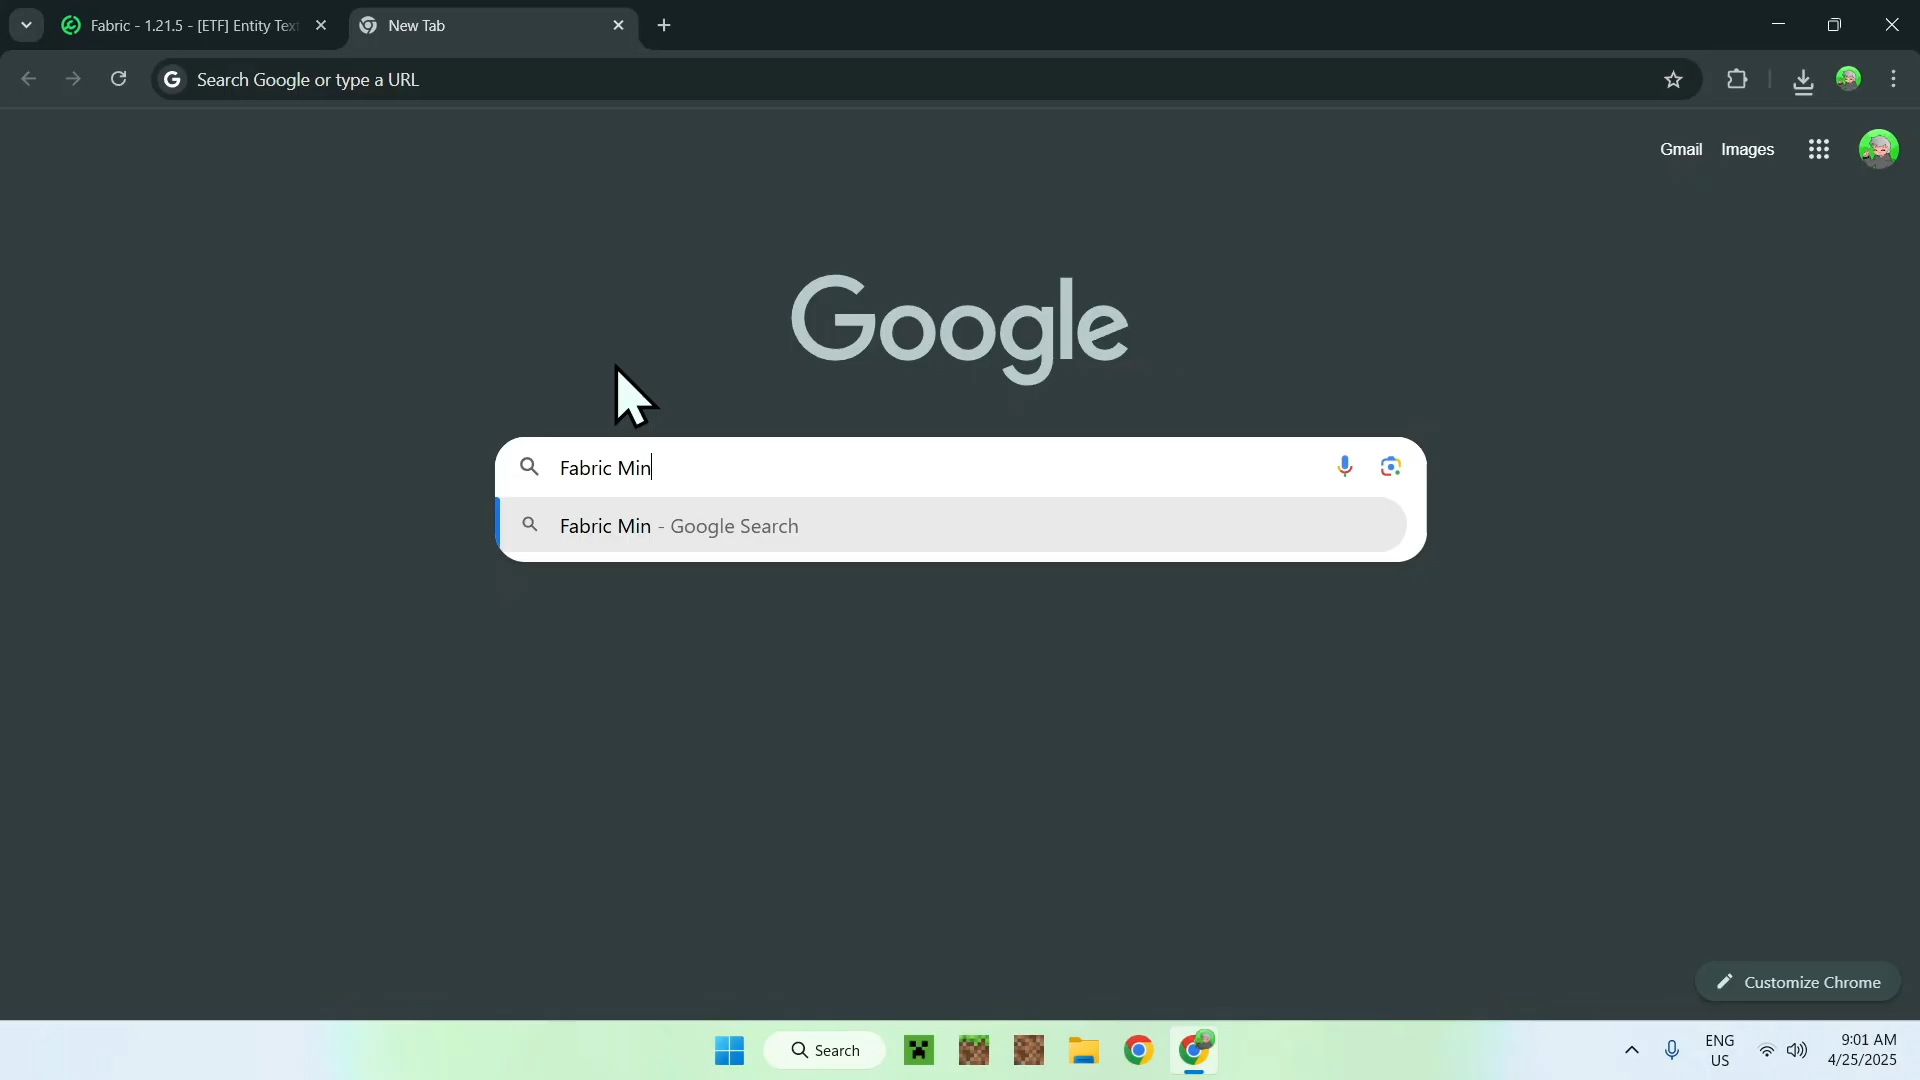 Fabric - 1.21.5 - [ETF] Entity Tex
New Tab
Search Google or type a URL
Gmail
Images
Google
Fabric Min
Fabric Min - Google Search
Customize Chrome
Search
ENG
US
9:01 AM
4/25/2025